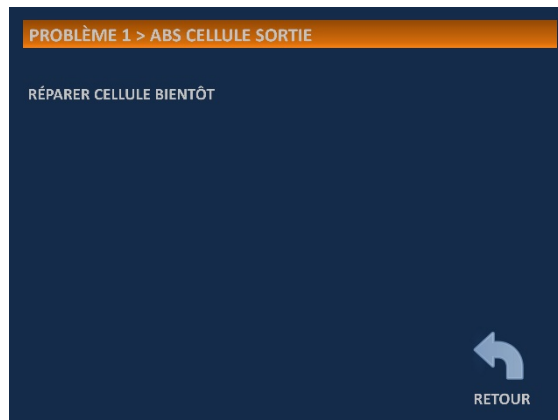 PROBLÈME 1 > ABS CELLULE SORTIE
RÉPARER CELLULE BIENTÔT
RETOUR